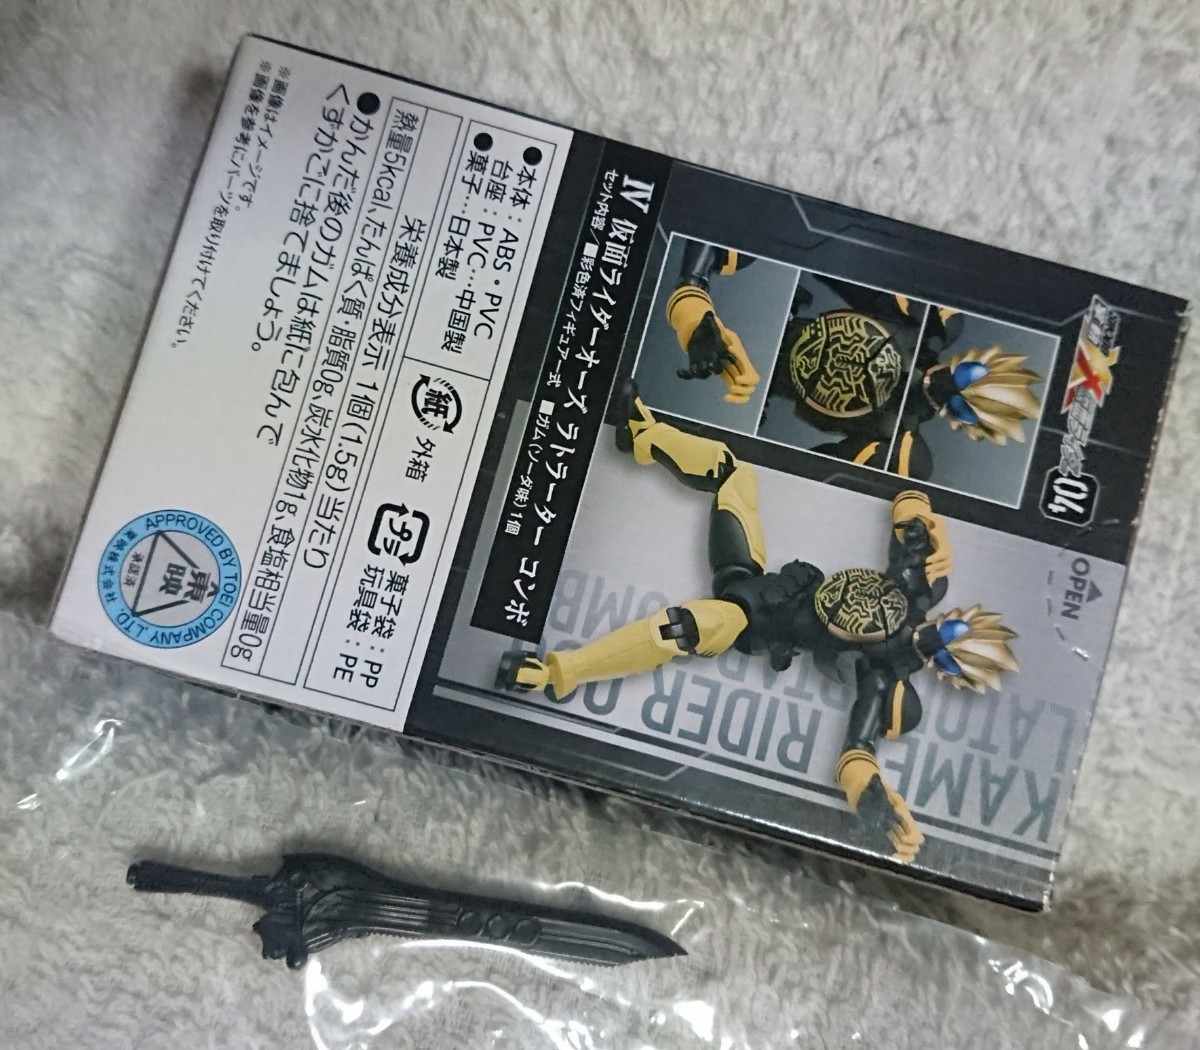 04
OPEN
KAMEN
RIDER OOO
LATORARTAR
COMBO
IV 仮面ライダーオーズ ラトラーター コンボ
セット内容/■彩色済フィギュア一式 ■ガム(ソーダ味)1個
●本体：ABS・PVC
台座：PVC…中国製
●菓子…日本製
紙 外箱
プラ 菓子袋：PP
玩具袋：PE
栄養成分表示 1個(1.5g)当たり
熱量5kcal、たんぱく質・脂質0g、炭水化物1g、食塩相当量0g
●かんだ後のガムは紙に包んで
くずかごに捨てましょう。
※画像はイメージです。
※画像を参考にパーツを取り付けてください。
APPROVED BY TOEI COMPANY, LTD.
東映
承認済
東映株式会社